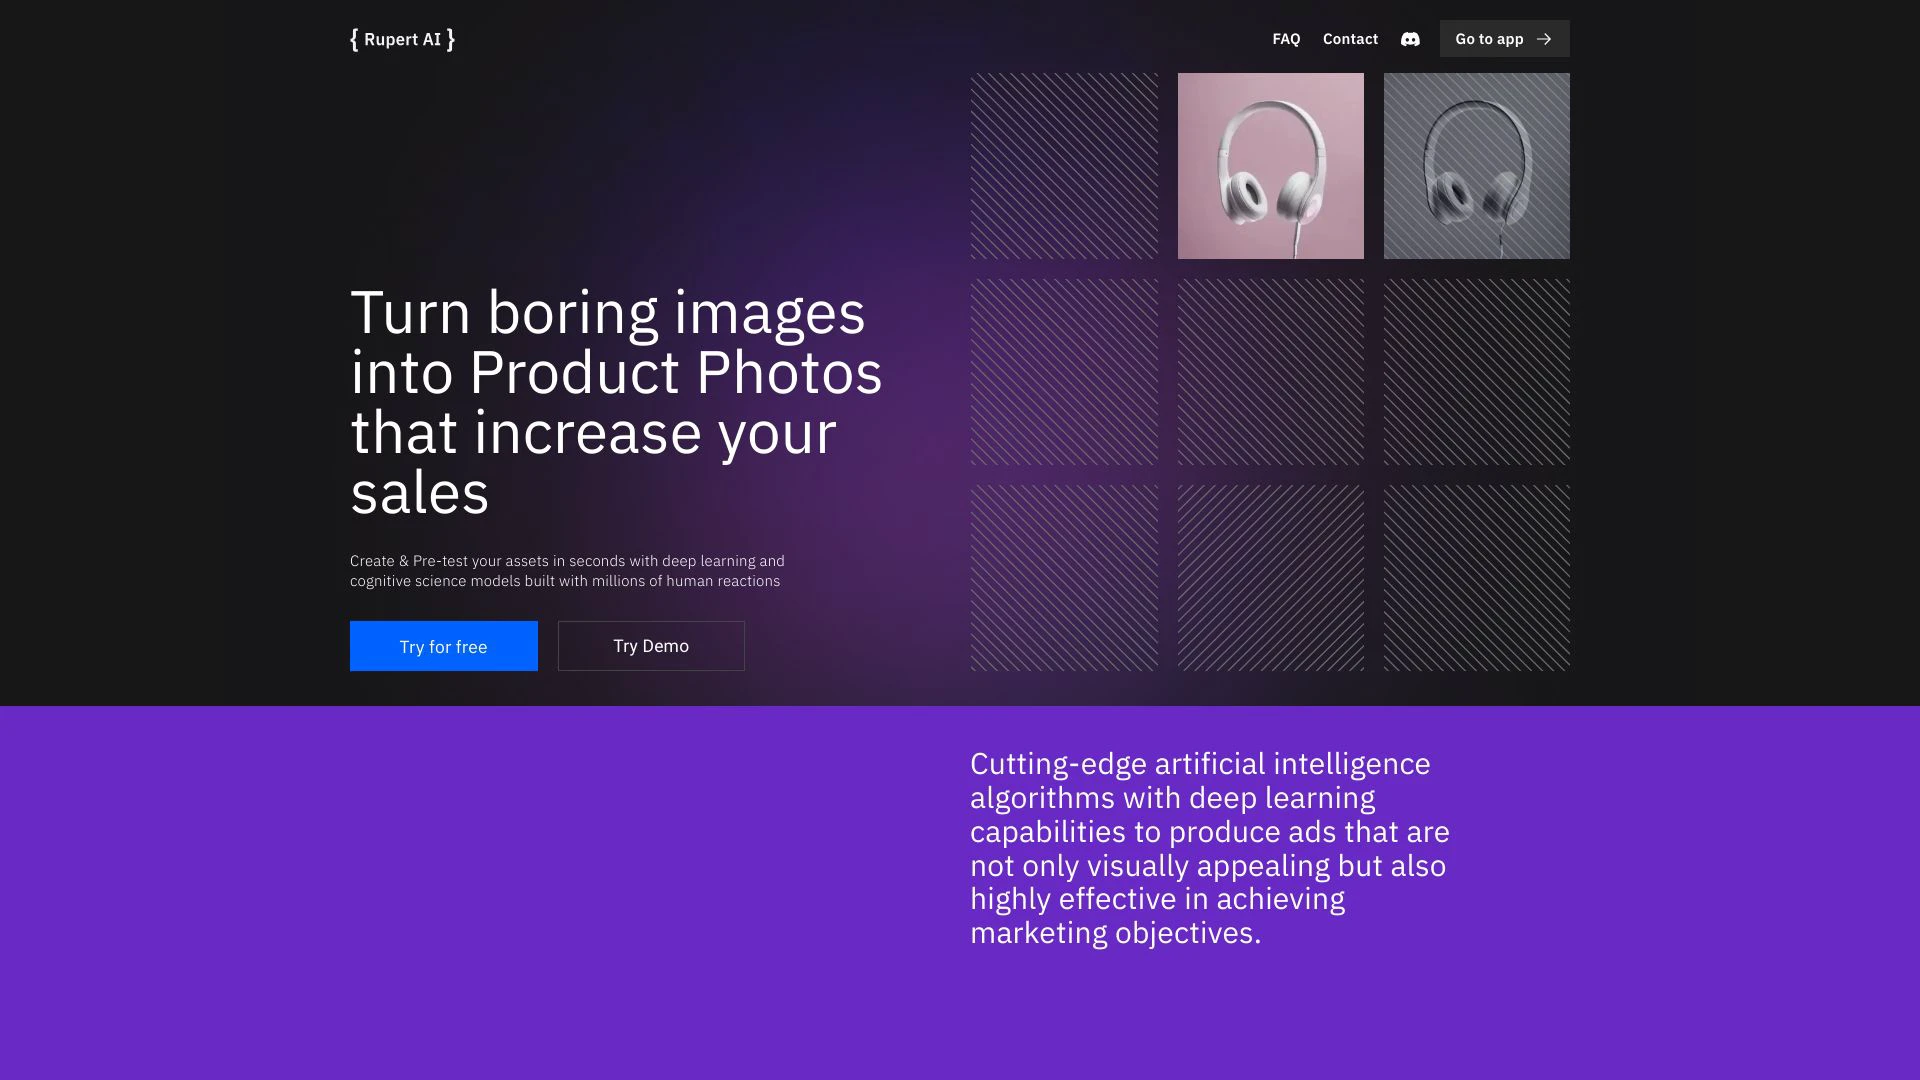 { Rupert AI }
FAQ
Contact
Go to app
Turn boring images
into Product Photos
that increase your
sales
Create & Pre-test your assets in seconds with deep learning and
cognitive science models built with millions of human reactions
Try for free
Try Demo
Cutting-edge artificial intelligence
algorithms with deep learning
capabilities to produce ads that are
not only visually appealing but also
highly effective in achieving
marketing objectives.